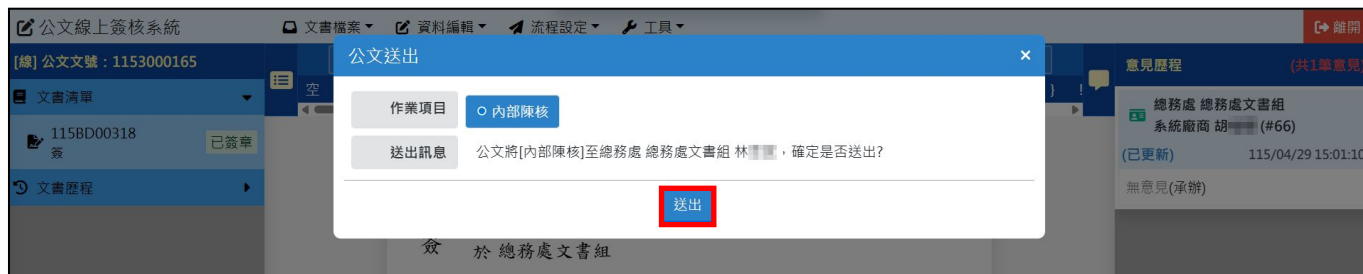 公文線上簽核系統
文書檔案 資料編輯 流程設定 工具
離開
[線] 公文文號：1153000165
文書清單
115BD00318
簽
已簽章
文書歷程
空
公文送出 ×
作業項目 內部陳核
送出訊息 公文將[內部陳核]至總務處 總務處文書組 林，確定是否送出?
送出
簽 於 總務處文書組
意見歷程 (共1筆意見)
總務處 總務處文書組
系統廠商 胡 (#66)
(已更新) 115/04/29 15:01:10
無意見(承辦)